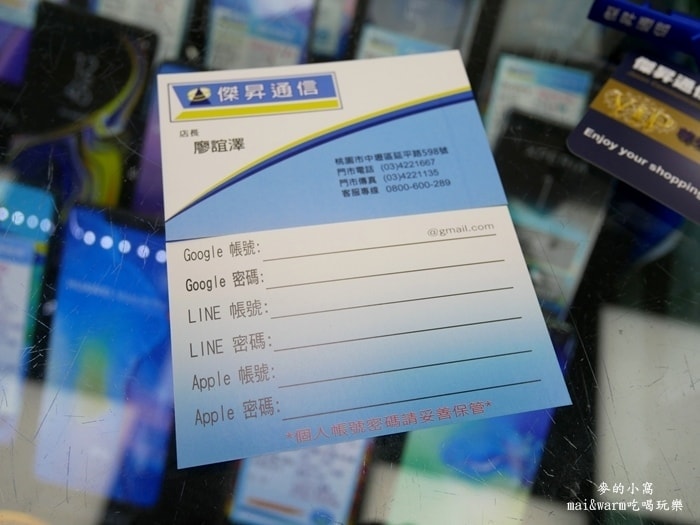 傑昇通信
店長
廖誼澤
桃園市中壢區延平路598號
門市電話 (03)4221667
門市傳真 (03)4221135
客服專線 0800-600-289
Google 帳號: @gmail.com
Google 密碼:
LINE 帳號:
LINE 密碼:
Apple 帳號:
Apple 密碼:
*個人帳號密碼請妥善保管*
傑昇通信
VIP
Enjoy your shopping
麥的小窩
mai&warm吃喝玩樂